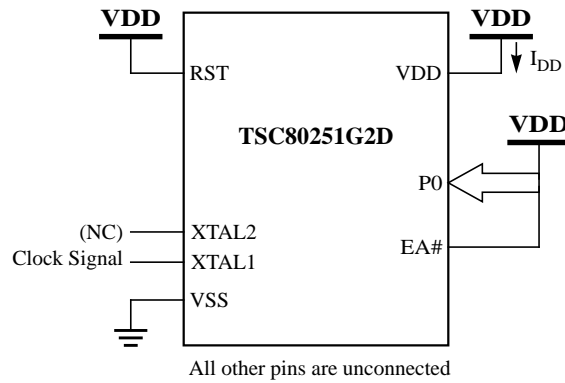 VDD
VDD
I_DD
RST
VDD
TSC80251G2D
VDD
P0
(NC)
XTAL2
EA#
Clock Signal
XTAL1
VSS
All other pins are unconnected